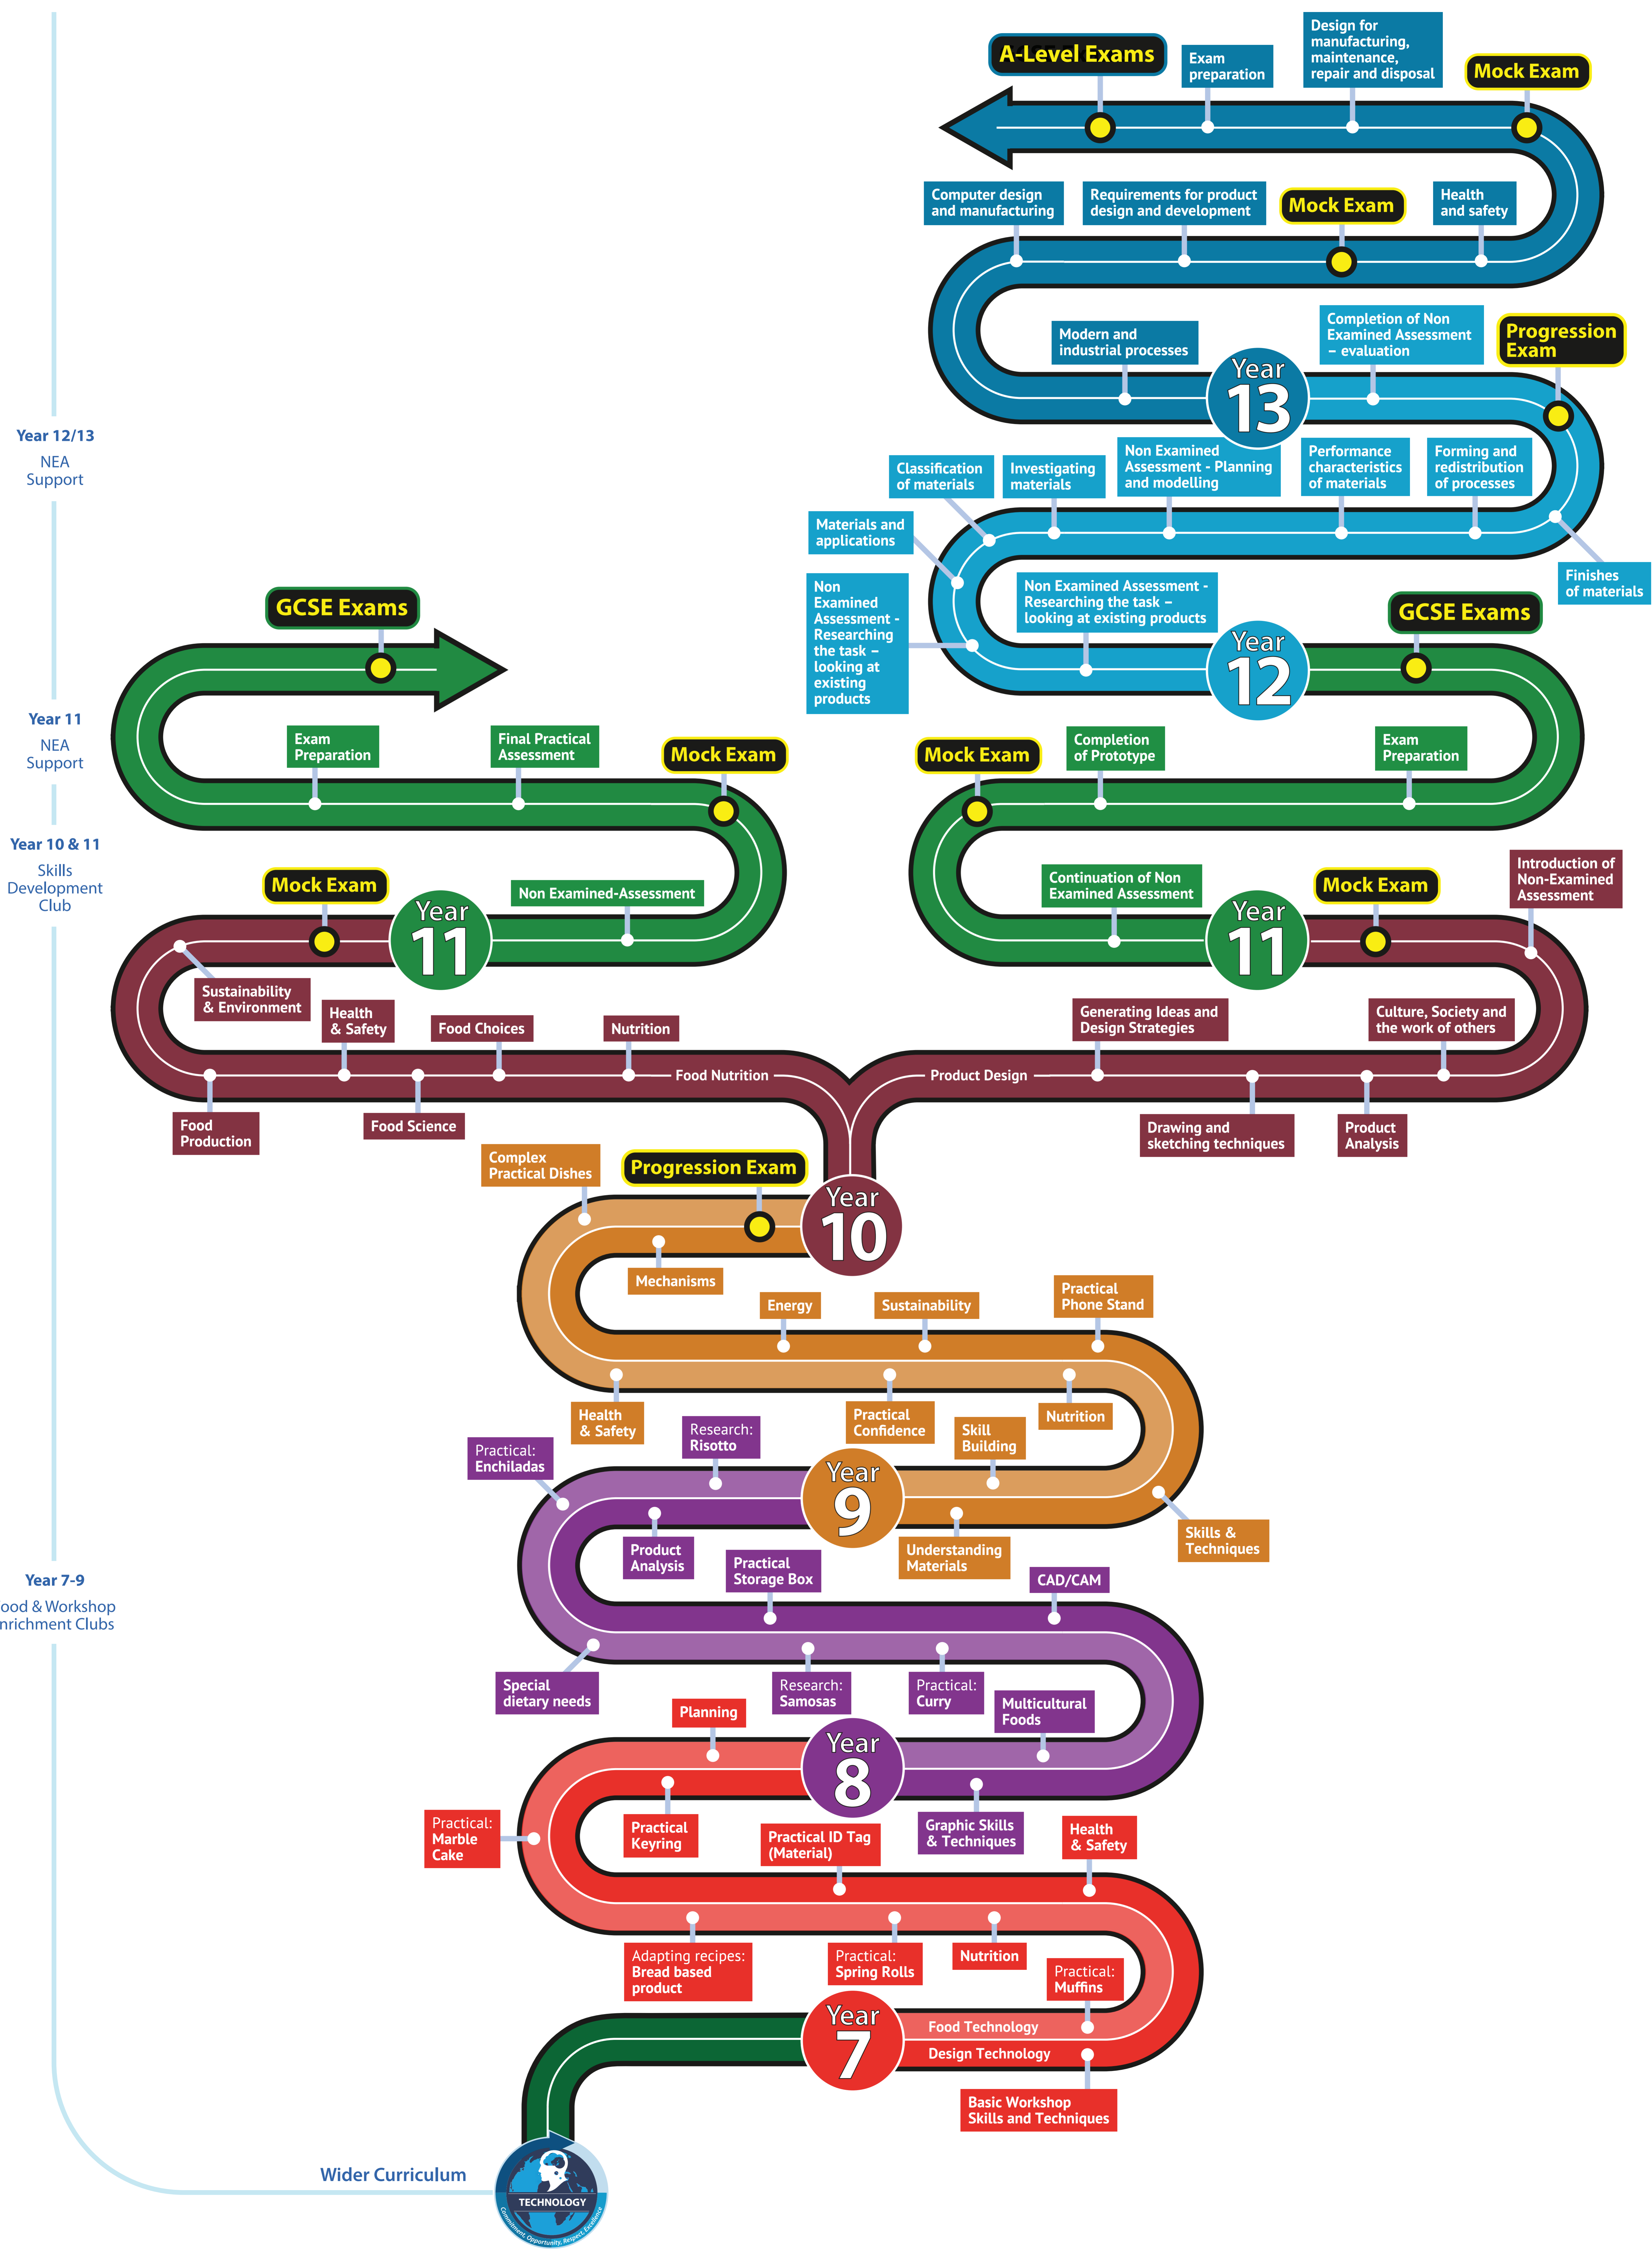 A-Level Exams
Exam
preparation
Design for
manufacturing,
maintenance,
repair and disposal
Mock Exam
Computer design
and manufacturing
Requirements for product
design and development
Mock Exam
Health
and safety
Modern and
industrial processes
Year
13
Completion of Non
Examined Assessment
– evaluation
Progression
Exam
Year 12/13
NEA
Support
Classification
of materials
Investigating
materials
Non Examined
Assessment - Planning
and modelling
Performance
characteristics
of materials
Forming and
redistribution
of processes
Materials and
applications
Finishes
of materials
Non
Examined
Assessment -
Researching
the task –
looking at
existing
products
Non Examined Assessment -
Researching the task –
looking at existing products
Year
12
GCSE Exams
GCSE Exams
Year 11
NEA
Support
Exam
Preparation
Final Practical
Assessment
Mock Exam
Mock Exam
Completion
of Prototype
Exam
Preparation
Year 10 & 11
Skills
Development
Club
Mock Exam
Year
11
Non Examined-Assessment
Continuation of Non
Examined Assessment
Year
11
Mock Exam
Introduction of
Non-Examined
Assessment
Sustainability
& Environment
Health
& Safety
Food Choices
Nutrition
Generating Ideas and
Design Strategies
Culture, Society and
the work of others
Food Nutrition
Product Design
Food
Production
Food Science
Drawing and
sketching techniques
Product
Analysis
Complex
Practical Dishes
Progression Exam
Year
10
Mechanisms
Energy
Sustainability
Practical
Phone Stand
Health
& Safety
Practical
Confidence
Skill
Building
Nutrition
Practical:
Enchiladas
Research:
Risotto
Year
9
Skills &
Techniques
Product
Analysis
Understanding
Materials
Practical
Storage Box
CAD/CAM
Year 7-9
ood & Workshop
nrichment Clubs
Special
dietary needs
Research:
Samosas
Practical:
Curry
Multicultural
Foods
Planning
Year
8
Practical:
Marble
Cake
Practical
Keyring
Graphic Skills
& Techniques
Practical ID Tag
(Material)
Health
& Safety
Adapting recipes:
Bread based
product
Practical:
Spring Rolls
Nutrition
Practical:
Muffins
Year
7
Food Technology
Design Technology
Basic Workshop
Skills and Techniques
Wider Curriculum
TECHNOLOGY
Commitment, Opportunity, Respect, Excellence